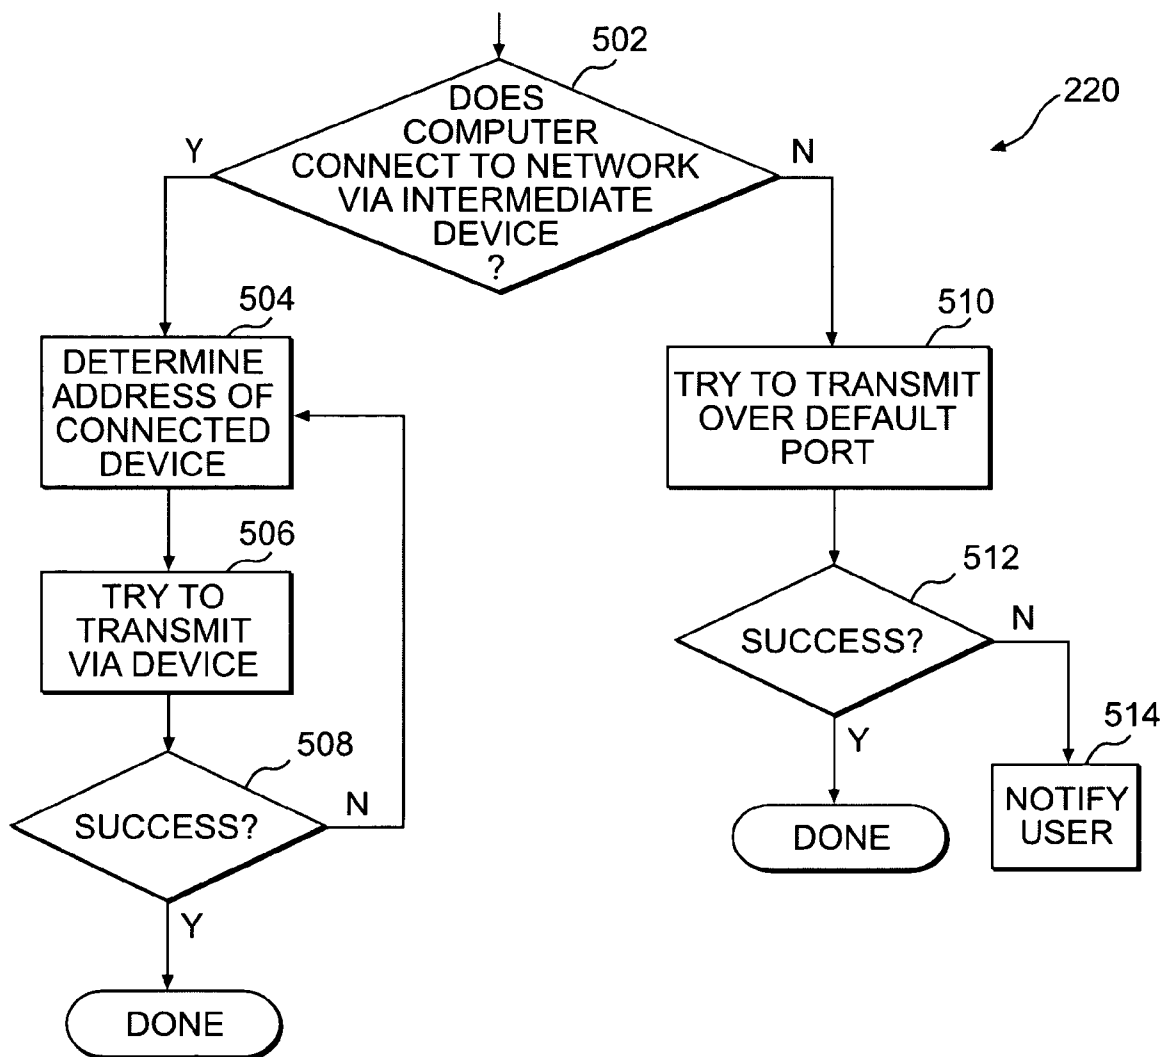 502
220
DOES
COMPUTER
CONNECT TO NETWORK
VIA INTERMEDIATE
DEVICE
?
Y
N
504
DETERMINE
ADDRESS OF
CONNECTED
DEVICE
506
TRY TO
TRANSMIT
VIA DEVICE
508
SUCCESS?
N
Y
DONE
510
TRY TO TRANSMIT
OVER DEFAULT
PORT
512
SUCCESS?
N
Y
DONE
514
NOTIFY
USER